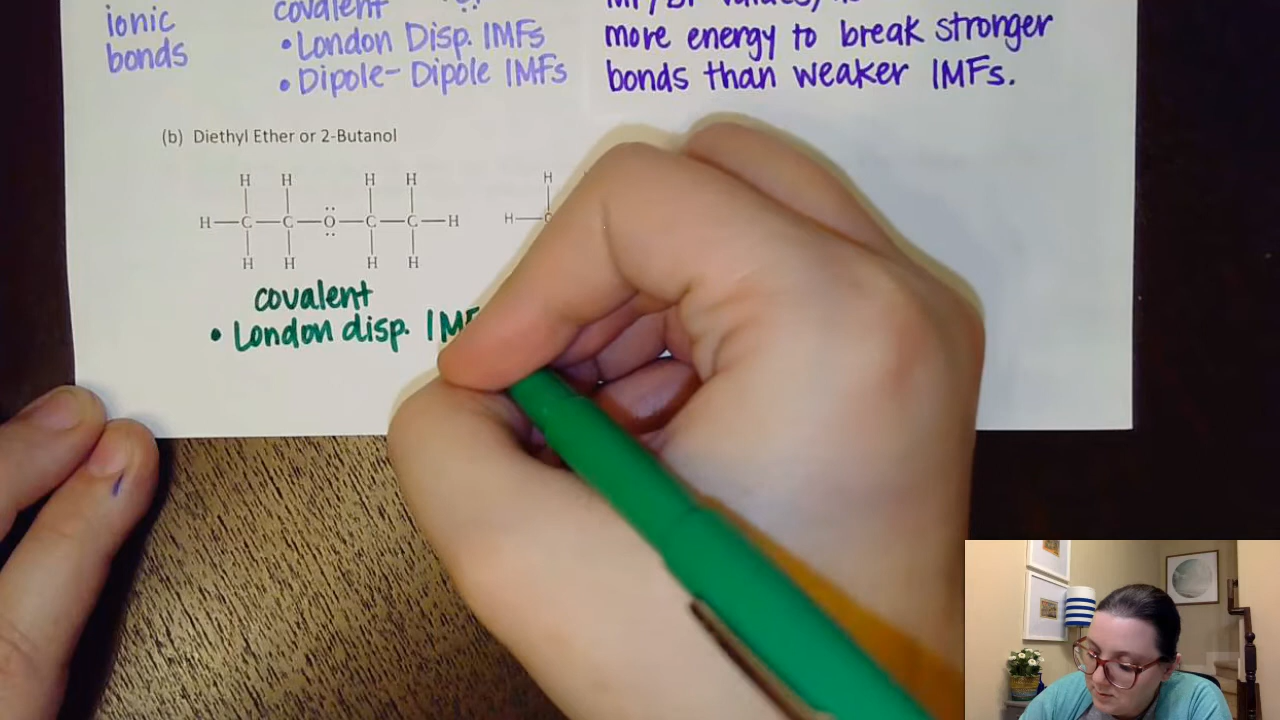 ionic
bonds
covalent
• London Disp. IMFs
• Dipole-Dipole IMFs
more energy to break stronger
bonds than weaker IMFs.
(b) Diethyl Ether or 2-Butanol
H H H H H
H—C—C—O—C—C—H H—C
H H H H
covalent
• London disp. IMF